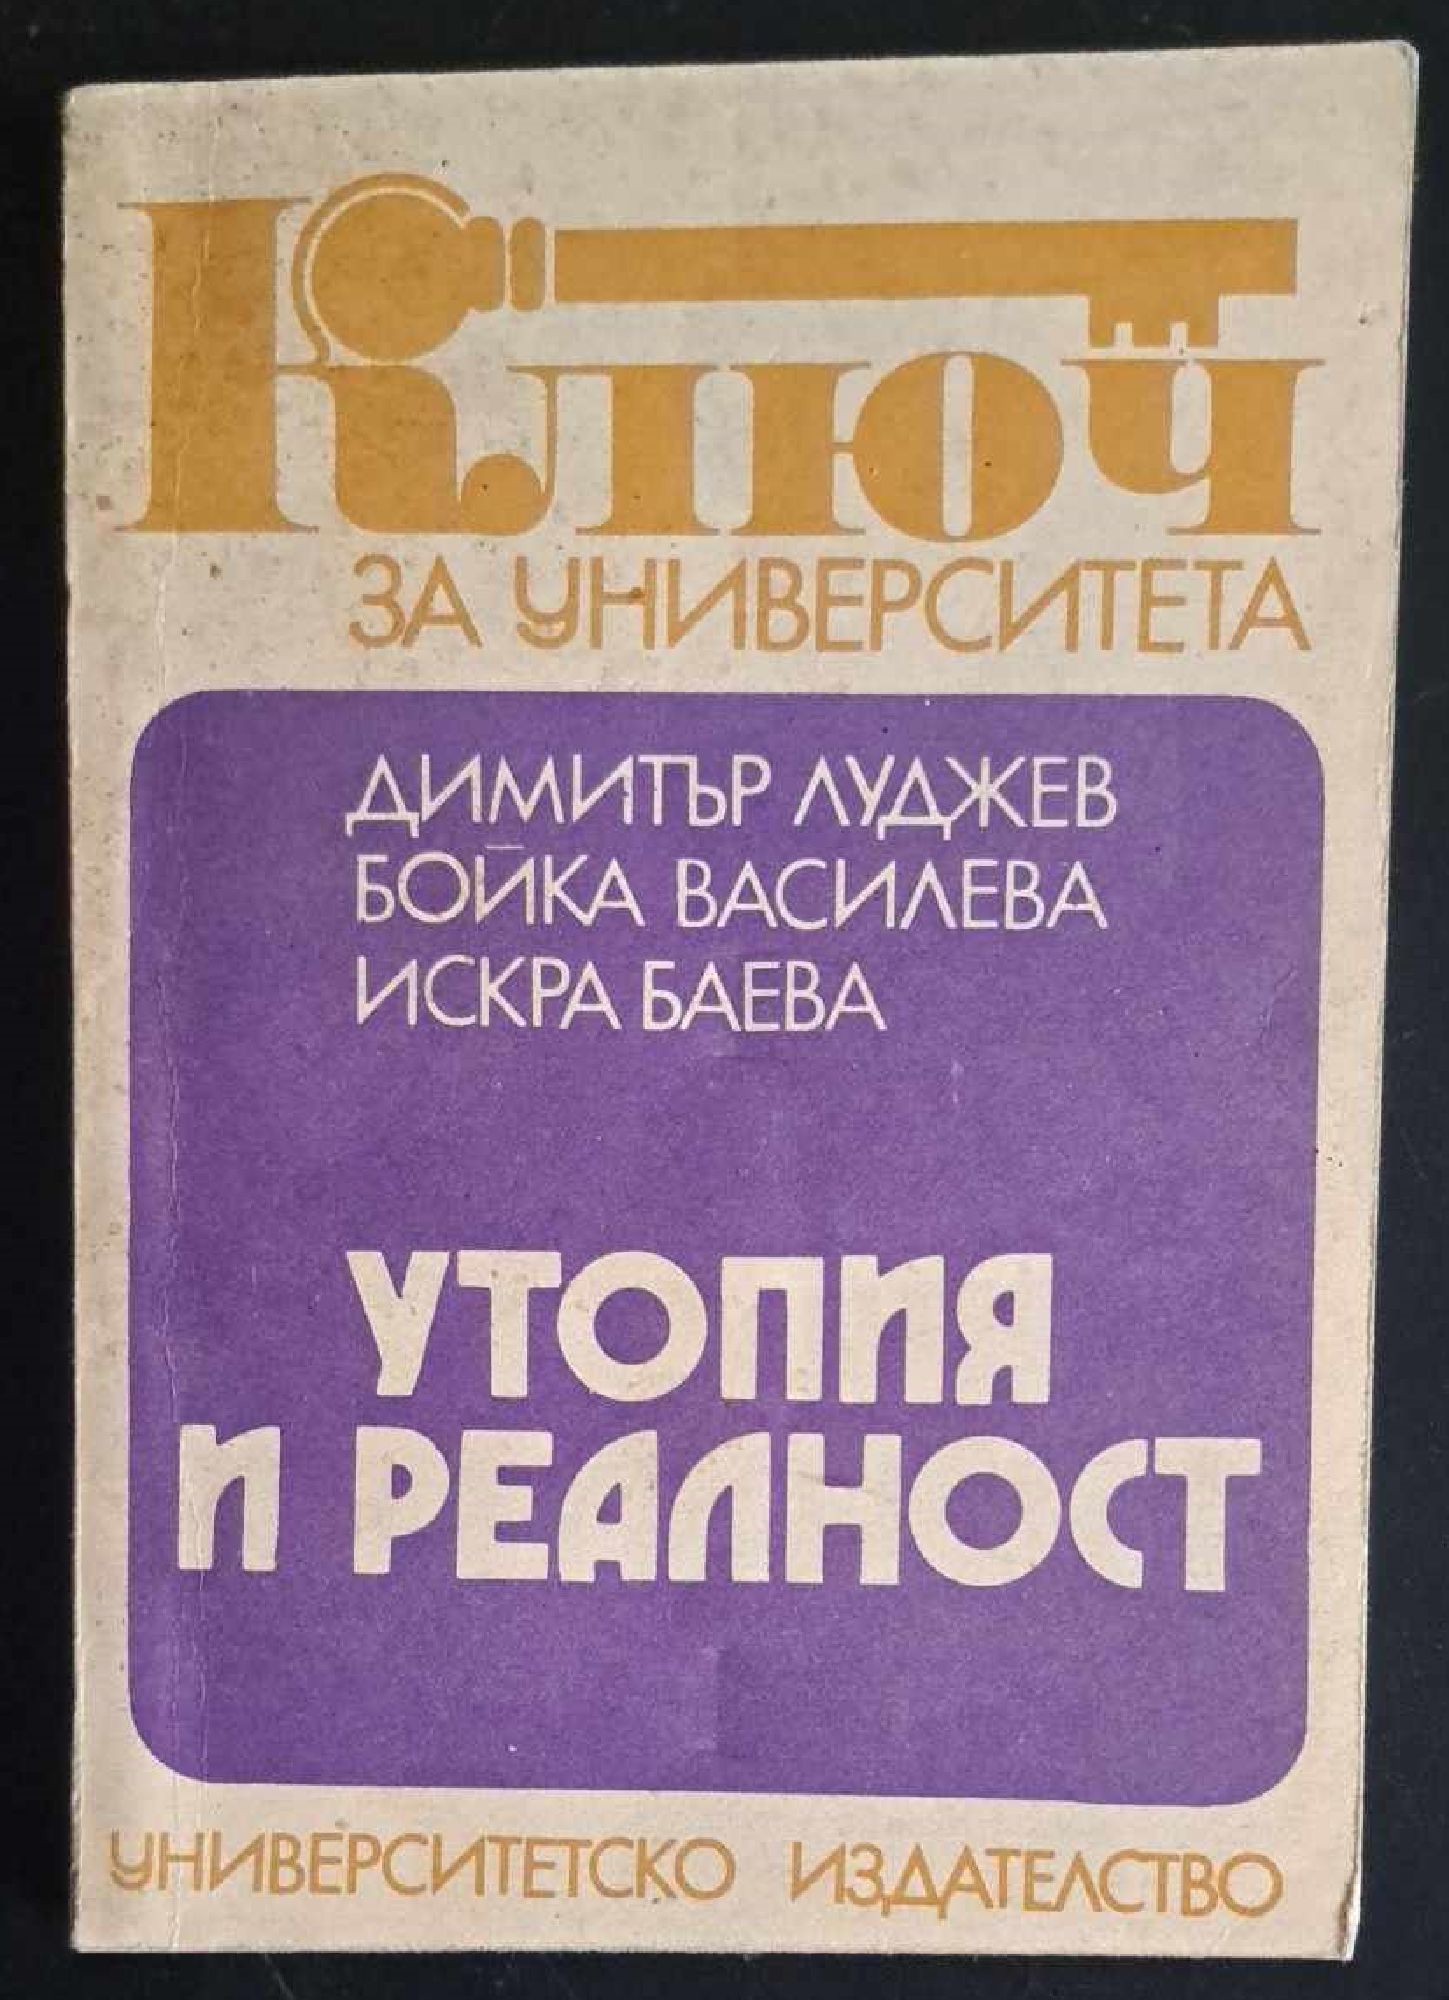 Ключ
ЗА УНИВЕРСИТЕТА
ДИМИТЪР ЛУДЖЕВ
БОЙКА ВАСИЛЕВА
ИСКРА БАЕВА
УТОПИЯ
И РЕАЛНОСТ
УНИВЕРСИТЕТСКО ИЗДАТЕЛСТВО